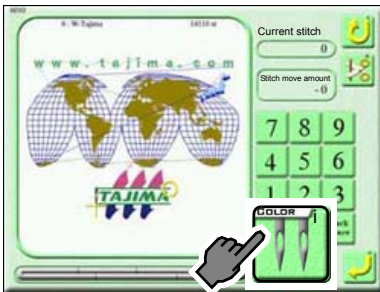 6 : W-Tajima 14110 st
Current stitch
0
www.tajima.com
Stitch move amount
-0
7 8 9
4 5 6
1 2 3
TAJIMA
COLOR
i